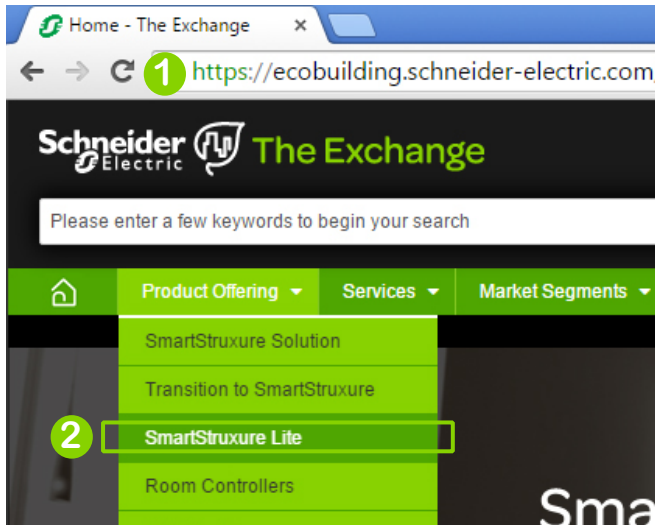 Home - The Exchange ×
1 https://ecobuilding.schneider-electric.com
Schneider Electric The Exchange
Please enter a few keywords to begin your search
Product Offering Services Market Segments
SmartStruxure Solution
Transition to SmartStruxure
2 SmartStruxure Lite
Room Controllers
Sma